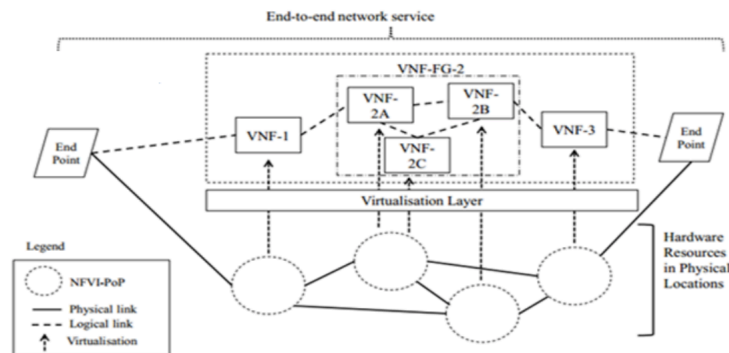 End-to-end network service
VNF-FG-2
VNF-
2A
VNF-
2B
VNF-1
VNF-3
End
Point
End
Point
VNF-
2C
Virtualisation Layer
Hardware
Resources
in Physical
Locations
Legend
NFVI-PoP
Physical link
Logical link
Virtualisation